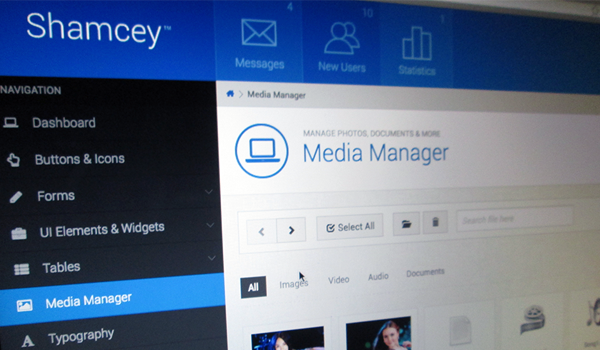 Shamcey™
4
Messages
10
New Users
1
Statistics
NAVIGATION
Dashboard
Buttons & Icons
Forms
UI Elements & Widgets
Tables
Media Manager
Typography
> Media Manager
MANAGE PHOTOS, DOCUMENTS & MORE
Media Manager
Select All
Search file here
All
Images
Video
Audio
Documents